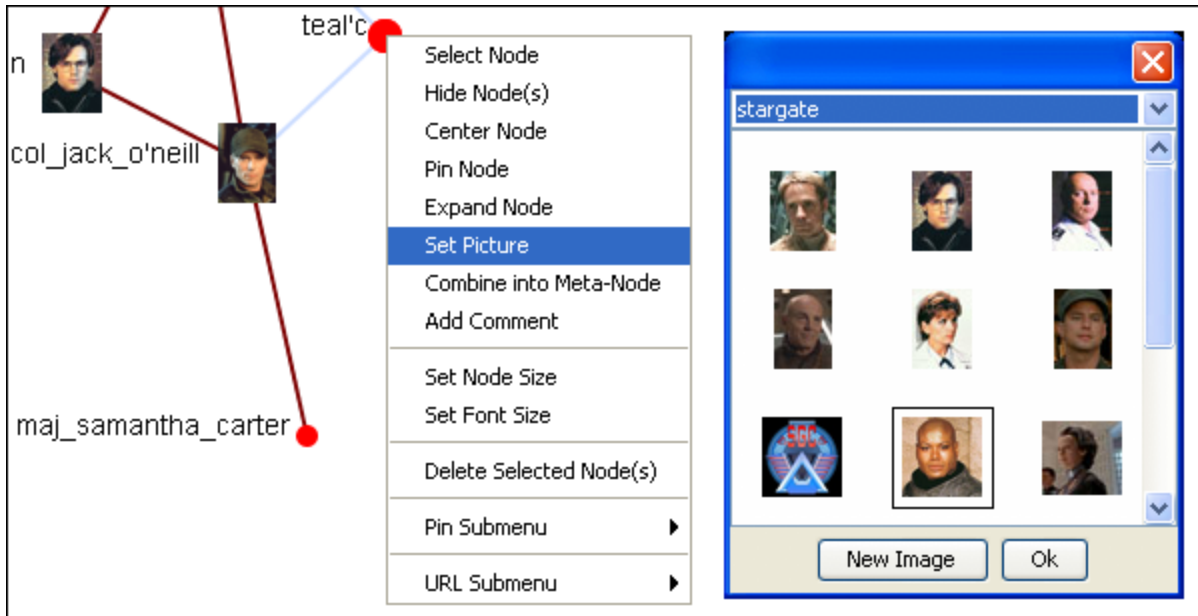 teal'c
n
col_jack_o'neill
maj_samantha_carter
Select Node
Hide Node(s)
Center Node
Pin Node
Expand Node
Set Picture
Combine into Meta-Node
Add Comment
Set Node Size
Set Font Size
Delete Selected Node(s)
Pin Submenu
URL Submenu
stargate
SGC
New Image
Ok